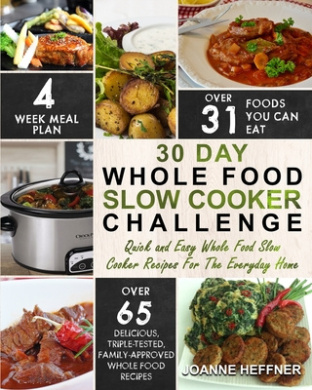 4
WEEK MEAL
PLAN
OVER
31
FOODS
YOU CAN
EAT
30 DAY
WHOLE FOOD
SLOW COOKER
CHALLENGE
Quick and Easy Whole Food Slow
Cooker Recipes For The Everyday Home
OVER
65
DELICIOUS,
TRIPLE-TESTED,
FAMILY-APPROVED
WHOLE FOOD
RECIPES
JOANNE HEFFNER